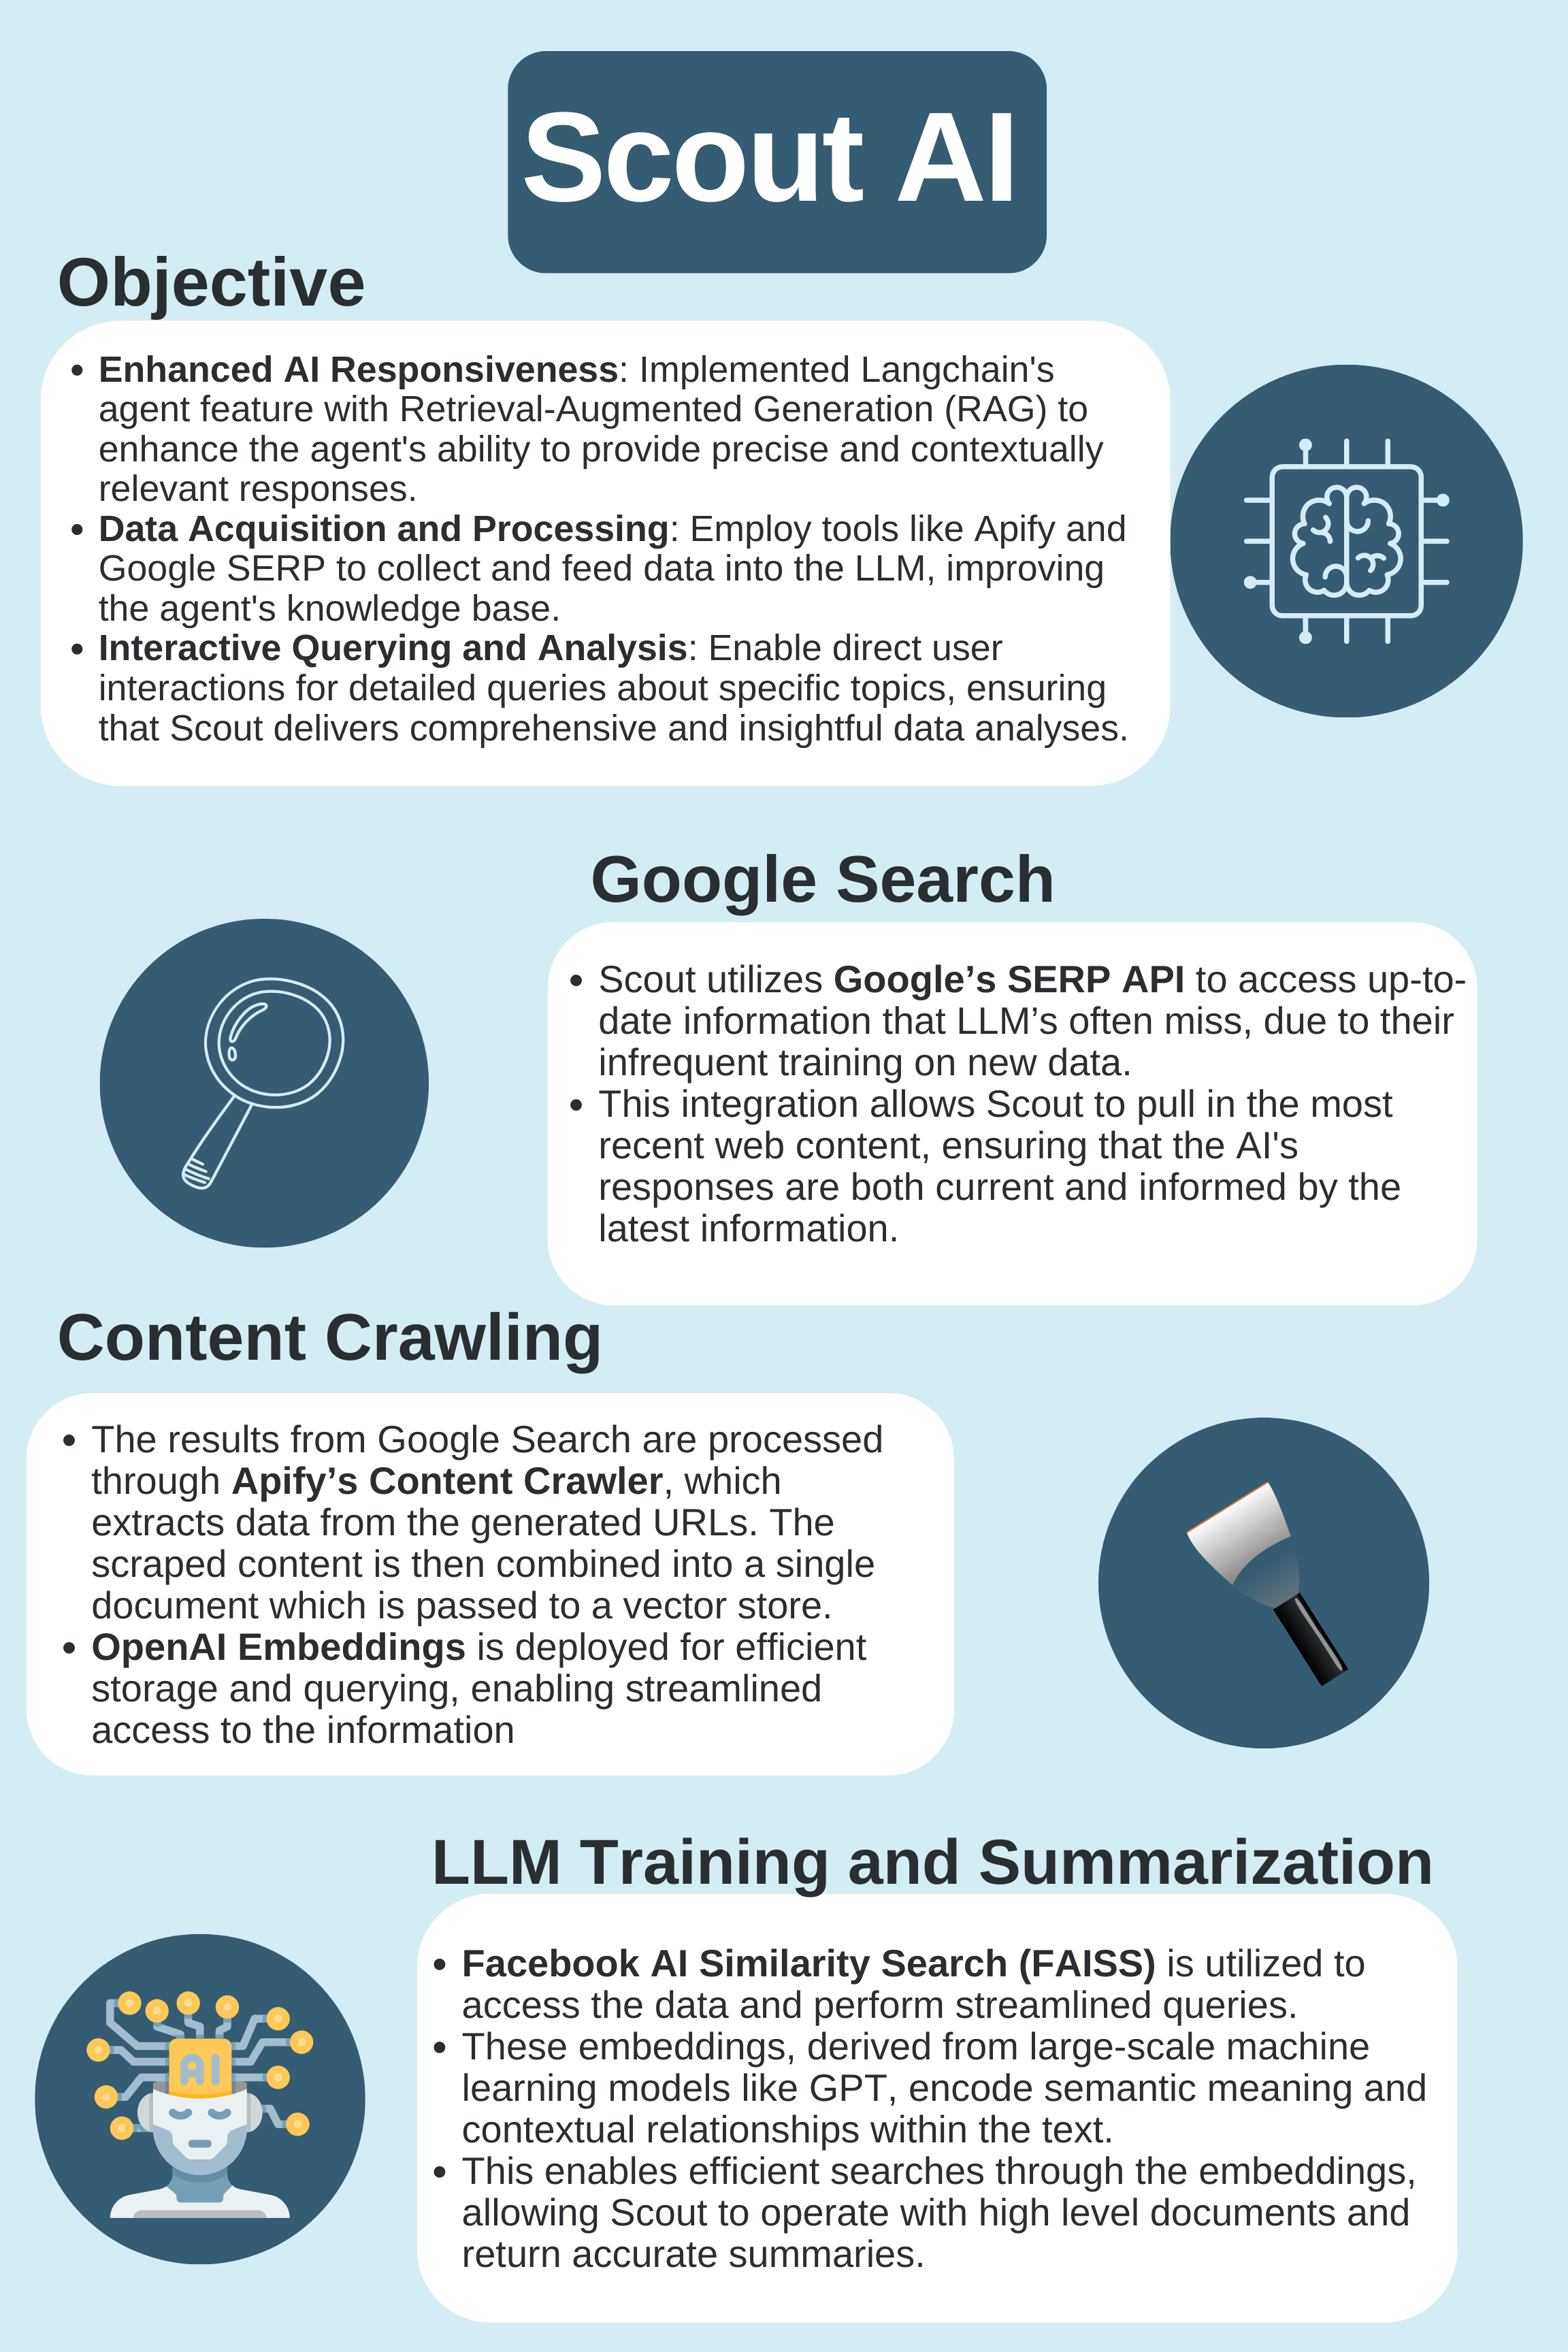 Scout AI
Objective
• Enhanced AI Responsiveness: Implemented Langchain's
agent feature with Retrieval-Augmented Generation (RAG) to
enhance the agent's ability to provide precise and contextually
relevant responses.
• Data Acquisition and Processing: Employ tools like Apify and
Google SERP to collect and feed data into the LLM, improving
the agent's knowledge base.
• Interactive Querying and Analysis: Enable direct user
interactions for detailed queries about specific topics, ensuring
that Scout delivers comprehensive and insightful data analyses.
Google Search
• Scout utilizes Google’s SERP API to access up-to-
date information that LLM’s often miss, due to their
infrequent training on new data.
• This integration allows Scout to pull in the most
recent web content, ensuring that the AI's
responses are both current and informed by the
latest information.
Content Crawling
• The results from Google Search are processed
through Apify’s Content Crawler, which
extracts data from the generated URLs. The
scraped content is then combined into a single
document which is passed to a vector store.
• OpenAI Embeddings is deployed for efficient
storage and querying, enabling streamlined
access to the information
LLM Training and Summarization
• Facebook AI Similarity Search (FAISS) is utilized to
access the data and perform streamlined queries.
• These embeddings, derived from large-scale machine
learning models like GPT, encode semantic meaning and
contextual relationships within the text.
• This enables efficient searches through the embeddings,
allowing Scout to operate with high level documents and
return accurate summaries.
AI